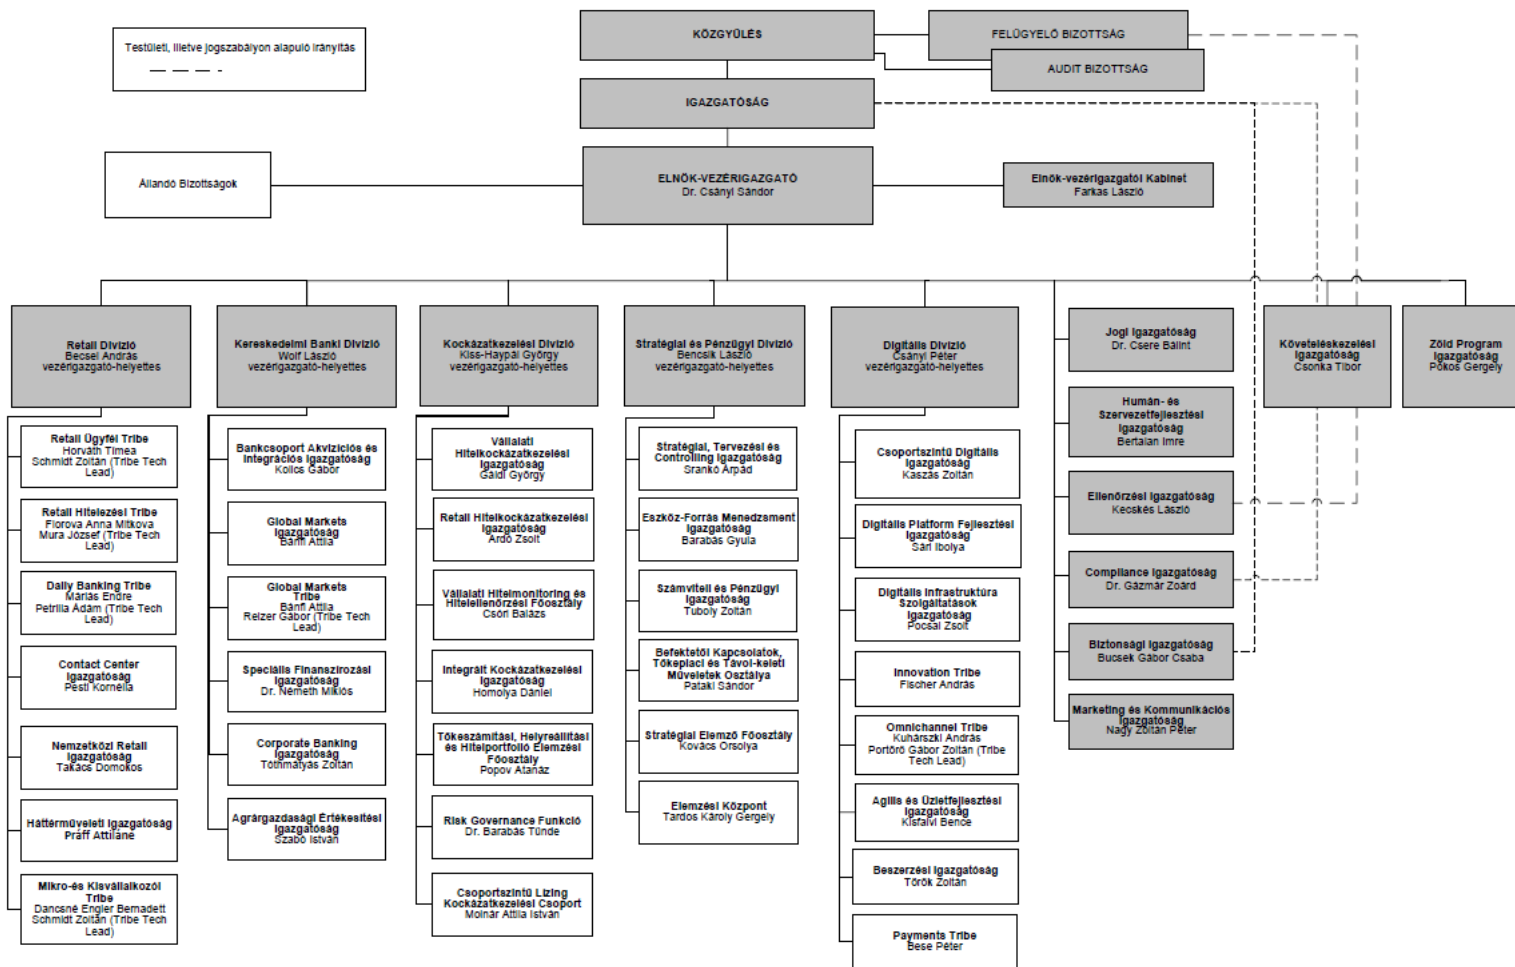 Testületi, illetve jogszabályon alapuló irányítás
KÖZGYŰLÉS
FELÜGYELŐ BIZOTTSÁG
AUDIT BIZOTTSÁG
IGAZGATÓSÁG
Állandó Bizottságok
ELNÖK-VEZÉRIGAZGATÓ
Dr. Csányi Sándor
Elnök-vezérigazgatói Kabinet
Farkas László
Retail Divízió
Becsei András
vezérigazgató-helyettes
Retail Ügyfél Tribe
Horváth Tímea
Schmidt Zoltán (Tribe Tech
Lead)
Retail Hitelezési Tribe
Florova Anna Mitkova
Mura József (Tribe Tech
Lead)
Daily Banking Tribe
Máriás Endre
Petrilla Ádám (Tribe Tech
Lead)
Contact Center
Igazgatóság
Pesti Kornélia
Nemzetközi Retail
Igazgatóság
Takács Domokos
Háttérműveleti Igazgatóság
Práff Attiláné
Mikro-és Kisvállalkozói
Tribe
Dancsné Engler Bernadett
Schmidt Zoltán (Tribe Tech
Lead)
Kereskedelmi Banki Divízió
Wolf László
vezérigazgató-helyettes
Bankcsoport Akvizíciós és
Integrációs Igazgatóság
Kolics Gábor
Global Markets
Igazgatóság
Bánfi Attila
Global Markets
Tribe
Bánfi Attila
Reizer Gábor (Tribe Tech
Lead)
Speciális Finanszírozási
Igazgatóság
Dr. Németh Miklós
Corporate Banking
Igazgatóság
Tóthmátyás Zoltán
Agrárgazdasági Értékesítési
Igazgatóság
Szabó István
Kockázatkezelési Divízió
Kiss-Haypál György
vezérigazgató-helyettes
Vállalati
Hitelkockázatkezelési
Igazgatóság
Gáldi György
Retail Hitelkockázatkezelési
Igazgatóság
Ardó Zsolt
Vállalati Hitelmonitoring és
Hitelellenőrzési Főosztály
Csőri Balázs
Integrált Kockázatkezelési
Igazgatóság
Homolya Dániel
Tőkeszámítási, Helyreállítási
és Hitelportfolió Elemzési
Főosztály
Popov Atanáz
Risk Governance Funkció
Dr. Barabás Tünde
Csoportszintű Lízing
Kockázatkezelési Csoport
Molnár Attila István
Stratégiai és Pénzügyi Divízió
Bencsik László
vezérigazgató-helyettes
Stratégiai, Tervezési és
Controlling Igazgatóság
Srankó Árpád
Eszköz-Forrás Menedzsment
Igazgatóság
Barabás Gyula
Számviteli és Pénzügyi
Igazgatóság
Tuboly Zoltán
Befektetői Kapcsolatok,
Tőkepiaci és Távol-keleti
Műveletek Osztálya
Pataki Sándor
Stratégiai Elemző Főosztály
Kovács Orsolya
Elemzési Központ
Tardos Károly Gergely
Digitális Divízió
Csányi Péter
vezérigazgató-helyettes
Csoportszintű Digitális
Igazgatóság
Kaszás Zoltán
Digitális Platform Fejlesztési
Igazgatóság
Sári Ibolya
Digitális Infrastruktúra
Szolgáltatások
Igazgatóság
Pocsai Zsolt
Innovation Tribe
Fischer András
Omnichannel Tribe
Kuhárszki András
Portörő Gábor Zoltán (Tribe
Tech Lead)
Agilis és Üzletfejlesztési
Igazgatóság
Kisfalvi Bence
Beszerzési Igazgatóság
Török Zoltán
Payments Tribe
Bese Péter
Jogi Igazgatóság
Dr. Csere Bálint
Humán- és
Szervezetfejlesztési
Igazgatóság
Bertalan Imre
Ellenőrzési Igazgatóság
Kecskés László
Compliance Igazgatóság
Dr. Gázmár Zoárd
Biztonsági Igazgatóság
Bucsek Gábor Csaba
Marketing és Kommunikációs
Igazgatóság
Nagy Zoltán Péter
Követeléskezelési
Igazgatóság
Csonka Tibor
Zöld Program
Igazgatóság
Pókos Gergely